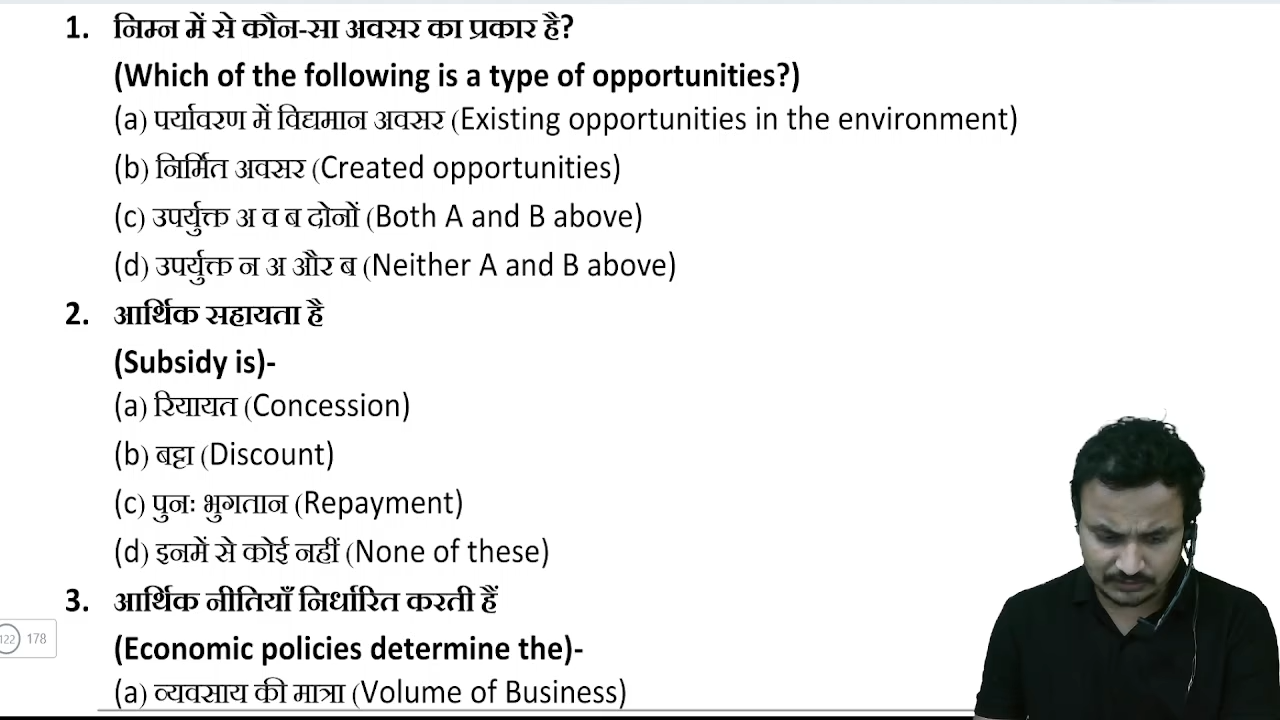 1. निम्न में से कौन-सा अवसर का प्रकार है?
(Which of the following is a type of opportunities?)
(a) पर्यावरण में विद्यमान अवसर (Existing opportunities in the environment)
(b) निर्मित अवसर (Created opportunities)
(c) उपर्युक्त अ व ब दोनों (Both A and B above)
(d) उपर्युक्त न अ और ब (Neither A and B above)
2. आर्थिक सहायता है
(Subsidy is)-
(a) रियायत (Concession)
(b) बट्टा (Discount)
(c) पुनः भुगतान (Repayment)
(d) इनमें से कोई नहीं (None of these)
3. आर्थिक नीतियाँ निर्धारित करती हैं
122 178
(Economic policies determine the)-
(a) व्यवसाय की मात्रा (Volume of Business)